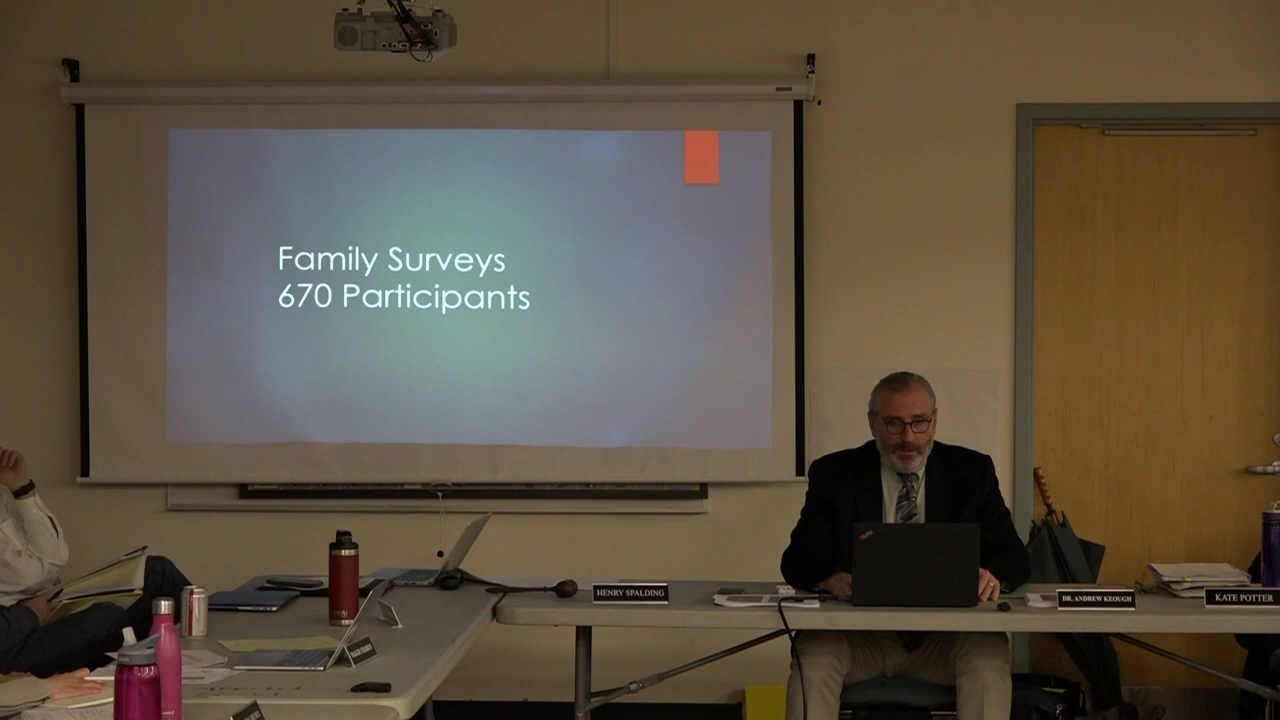 Family Surveys
670 Participants
HENRY SPALDING
DR. ANDREW KEOUGH
KATE POTTER